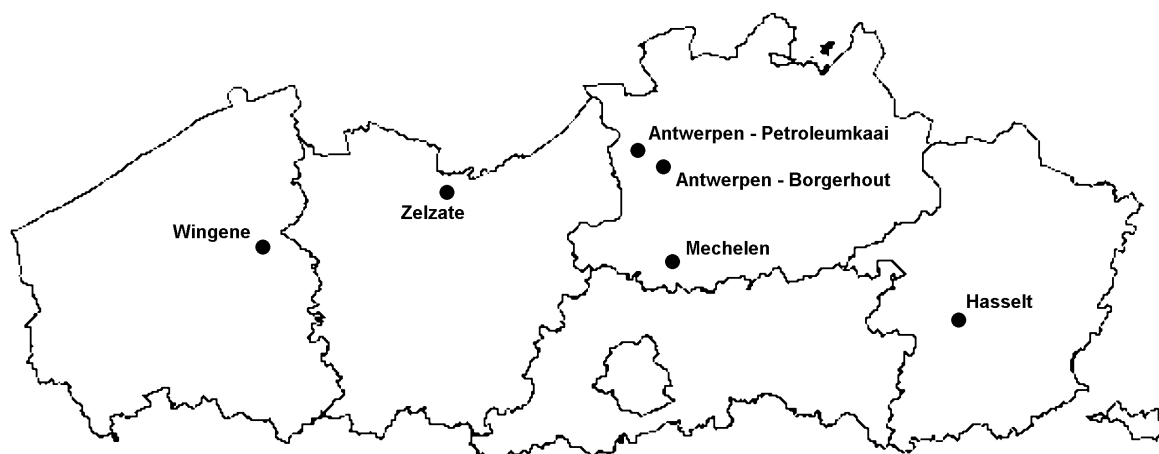 Antwerpen - Petroleumkaai
Antwerpen - Borgerhout
Zelzate
Wingene
Mechelen
Hasselt